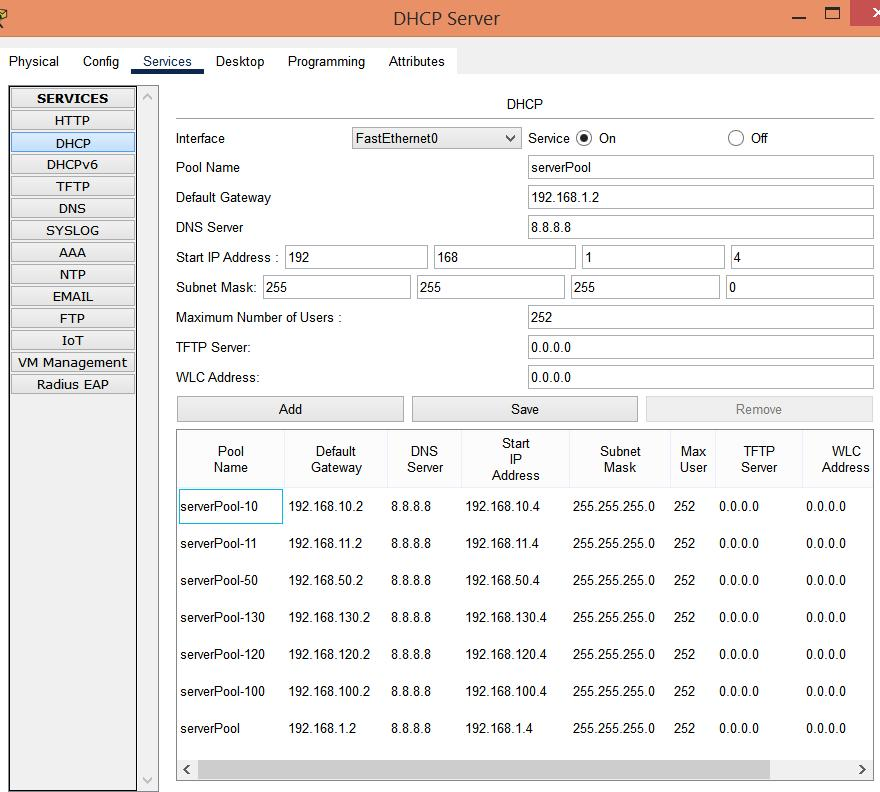 DHCP Server
Physical Config Services Desktop Programming Attributes
SERVICES
HTTP
DHCP
DHCPv6
TFTP
DNS
SYSLOG
AAA
NTP
EMAIL
FTP
IoT
VM Management
Radius EAP
DHCP
Interface FastEthernet0 Service On Off
Pool Name serverPool
Default Gateway 192.168.1.2
DNS Server 8.8.8.8
Start IP Address : 192 168 1 4
Subnet Mask: 255 255 255 0
Maximum Number of Users : 252
TFTP Server: 0.0.0.0
WLC Address: 0.0.0.0
Add Save Remove
Pool Name Default Gateway DNS Server Start IP Address Subnet Mask Max User TFTP Server WLC Address
serverPool-10 192.168.10.2 8.8.8.8 192.168.10.4 255.255.255.0 252 0.0.0.0 0.0.0.0
serverPool-11 192.168.11.2 8.8.8.8 192.168.11.4 255.255.255.0 252 0.0.0.0 0.0.0.0
serverPool-50 192.168.50.2 8.8.8.8 192.168.50.4 255.255.255.0 252 0.0.0.0 0.0.0.0
serverPool-130 192.168.130.2 8.8.8.8 192.168.130.4 255.255.255.0 252 0.0.0.0 0.0.0.0
serverPool-120 192.168.120.2 8.8.8.8 192.168.120.4 255.255.255.0 252 0.0.0.0 0.0.0.0
serverPool-100 192.168.100.2 8.8.8.8 192.168.100.4 255.255.255.0 252 0.0.0.0 0.0.0.0
serverPool 192.168.1.2 8.8.8.8 192.168.1.4 255.255.255.0 252 0.0.0.0 0.0.0.0